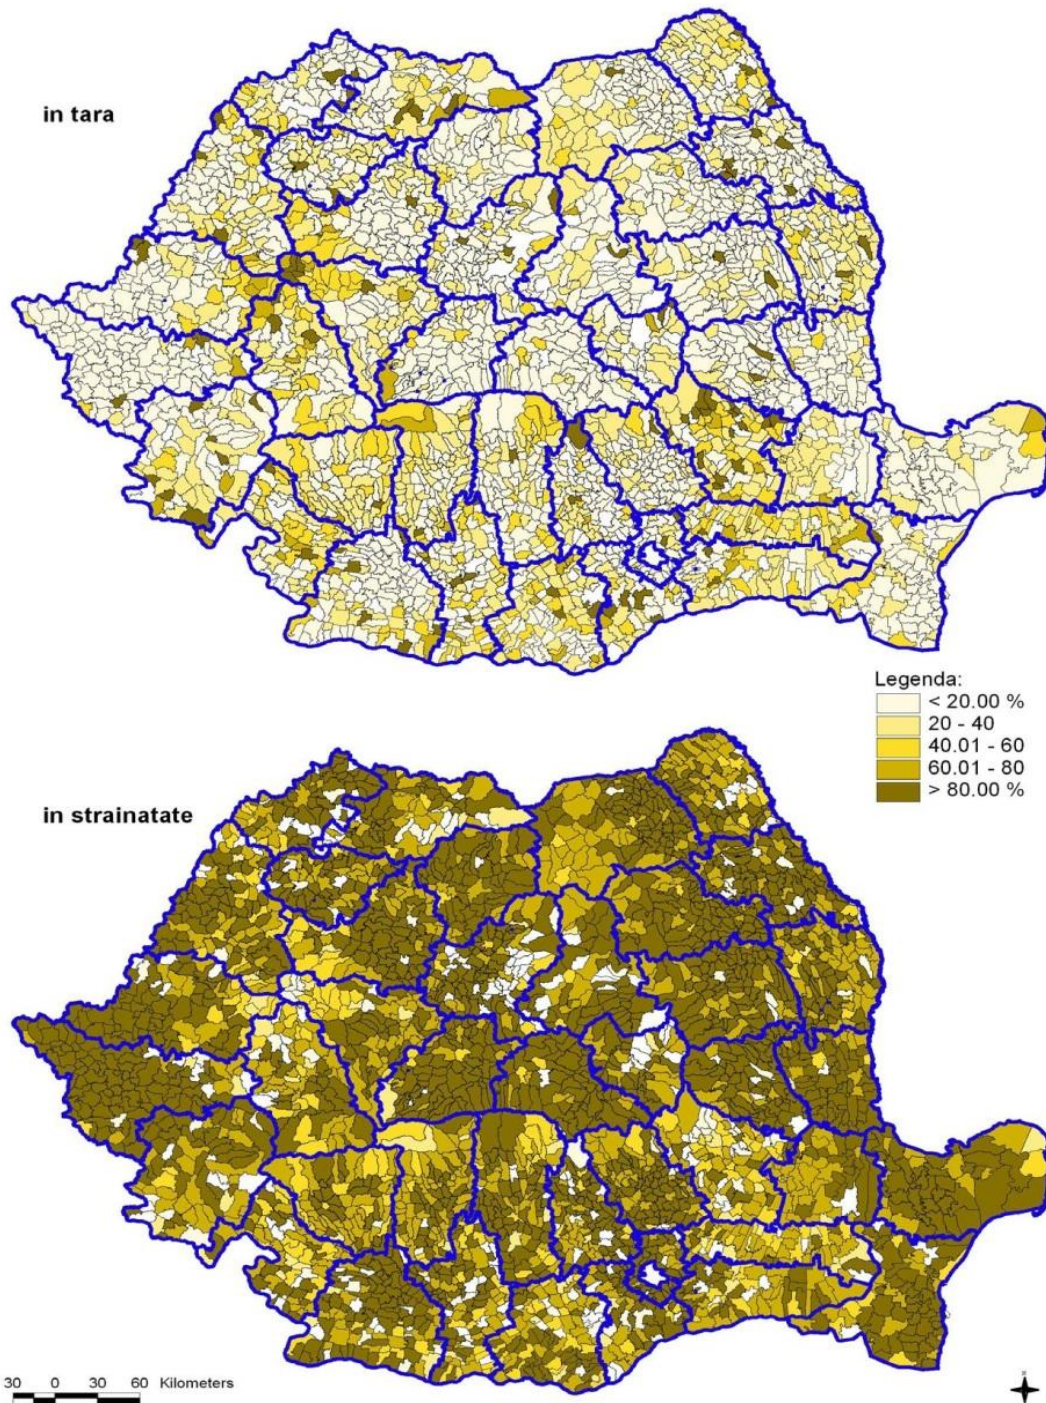 in tara
Legenda:
< 20.00 %
20 - 40
40.01 - 60
60.01 - 80
> 80.00 %
in strainatate
30 0 30 60 Kilometers